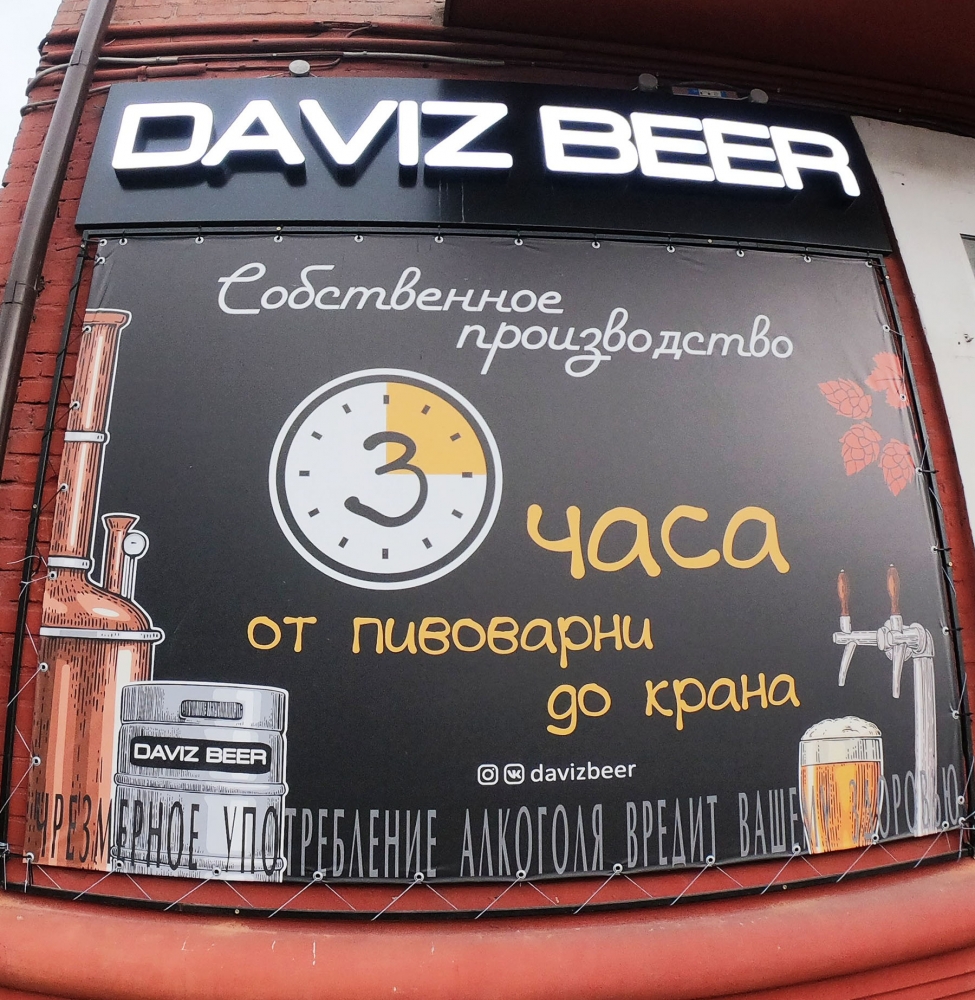 DAVIZ BEER
Собственное
производство
3
часа
от пивоварни
до крана
DAVIZ BEER
davizbeer
ЧРЕЗМЕРНОЕ УПОТРЕБЛЕНИЕ АЛКОГОЛЯ ВРЕДИТ ВАШЕМУ ЗДОРОВЬЮ